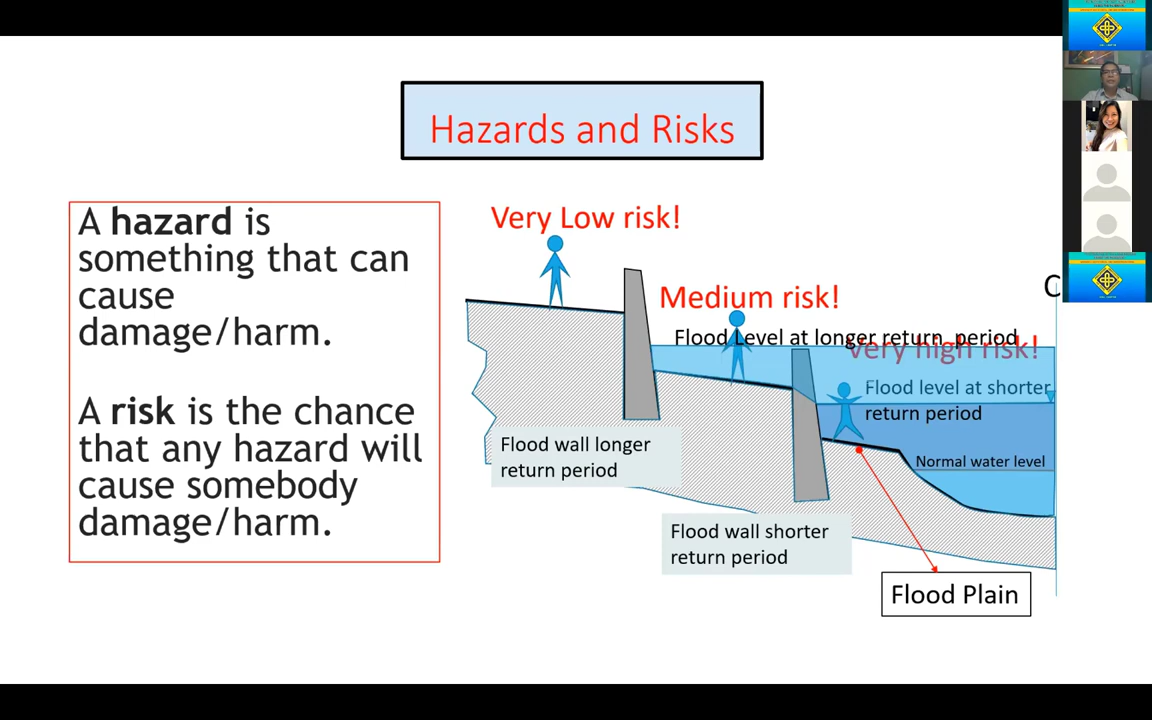 Hazards and Risks
A hazard is
something that can
cause
damage/harm.
A risk is the chance
that any hazard will
cause somebody
damage/harm.
Very Low risk!
Medium risk!
Flood Level at longer return period
Very high risk!
Flood level at shorter
return period
Normal water level
Flood wall longer
return period
Flood wall shorter
return period
Flood Plain
C